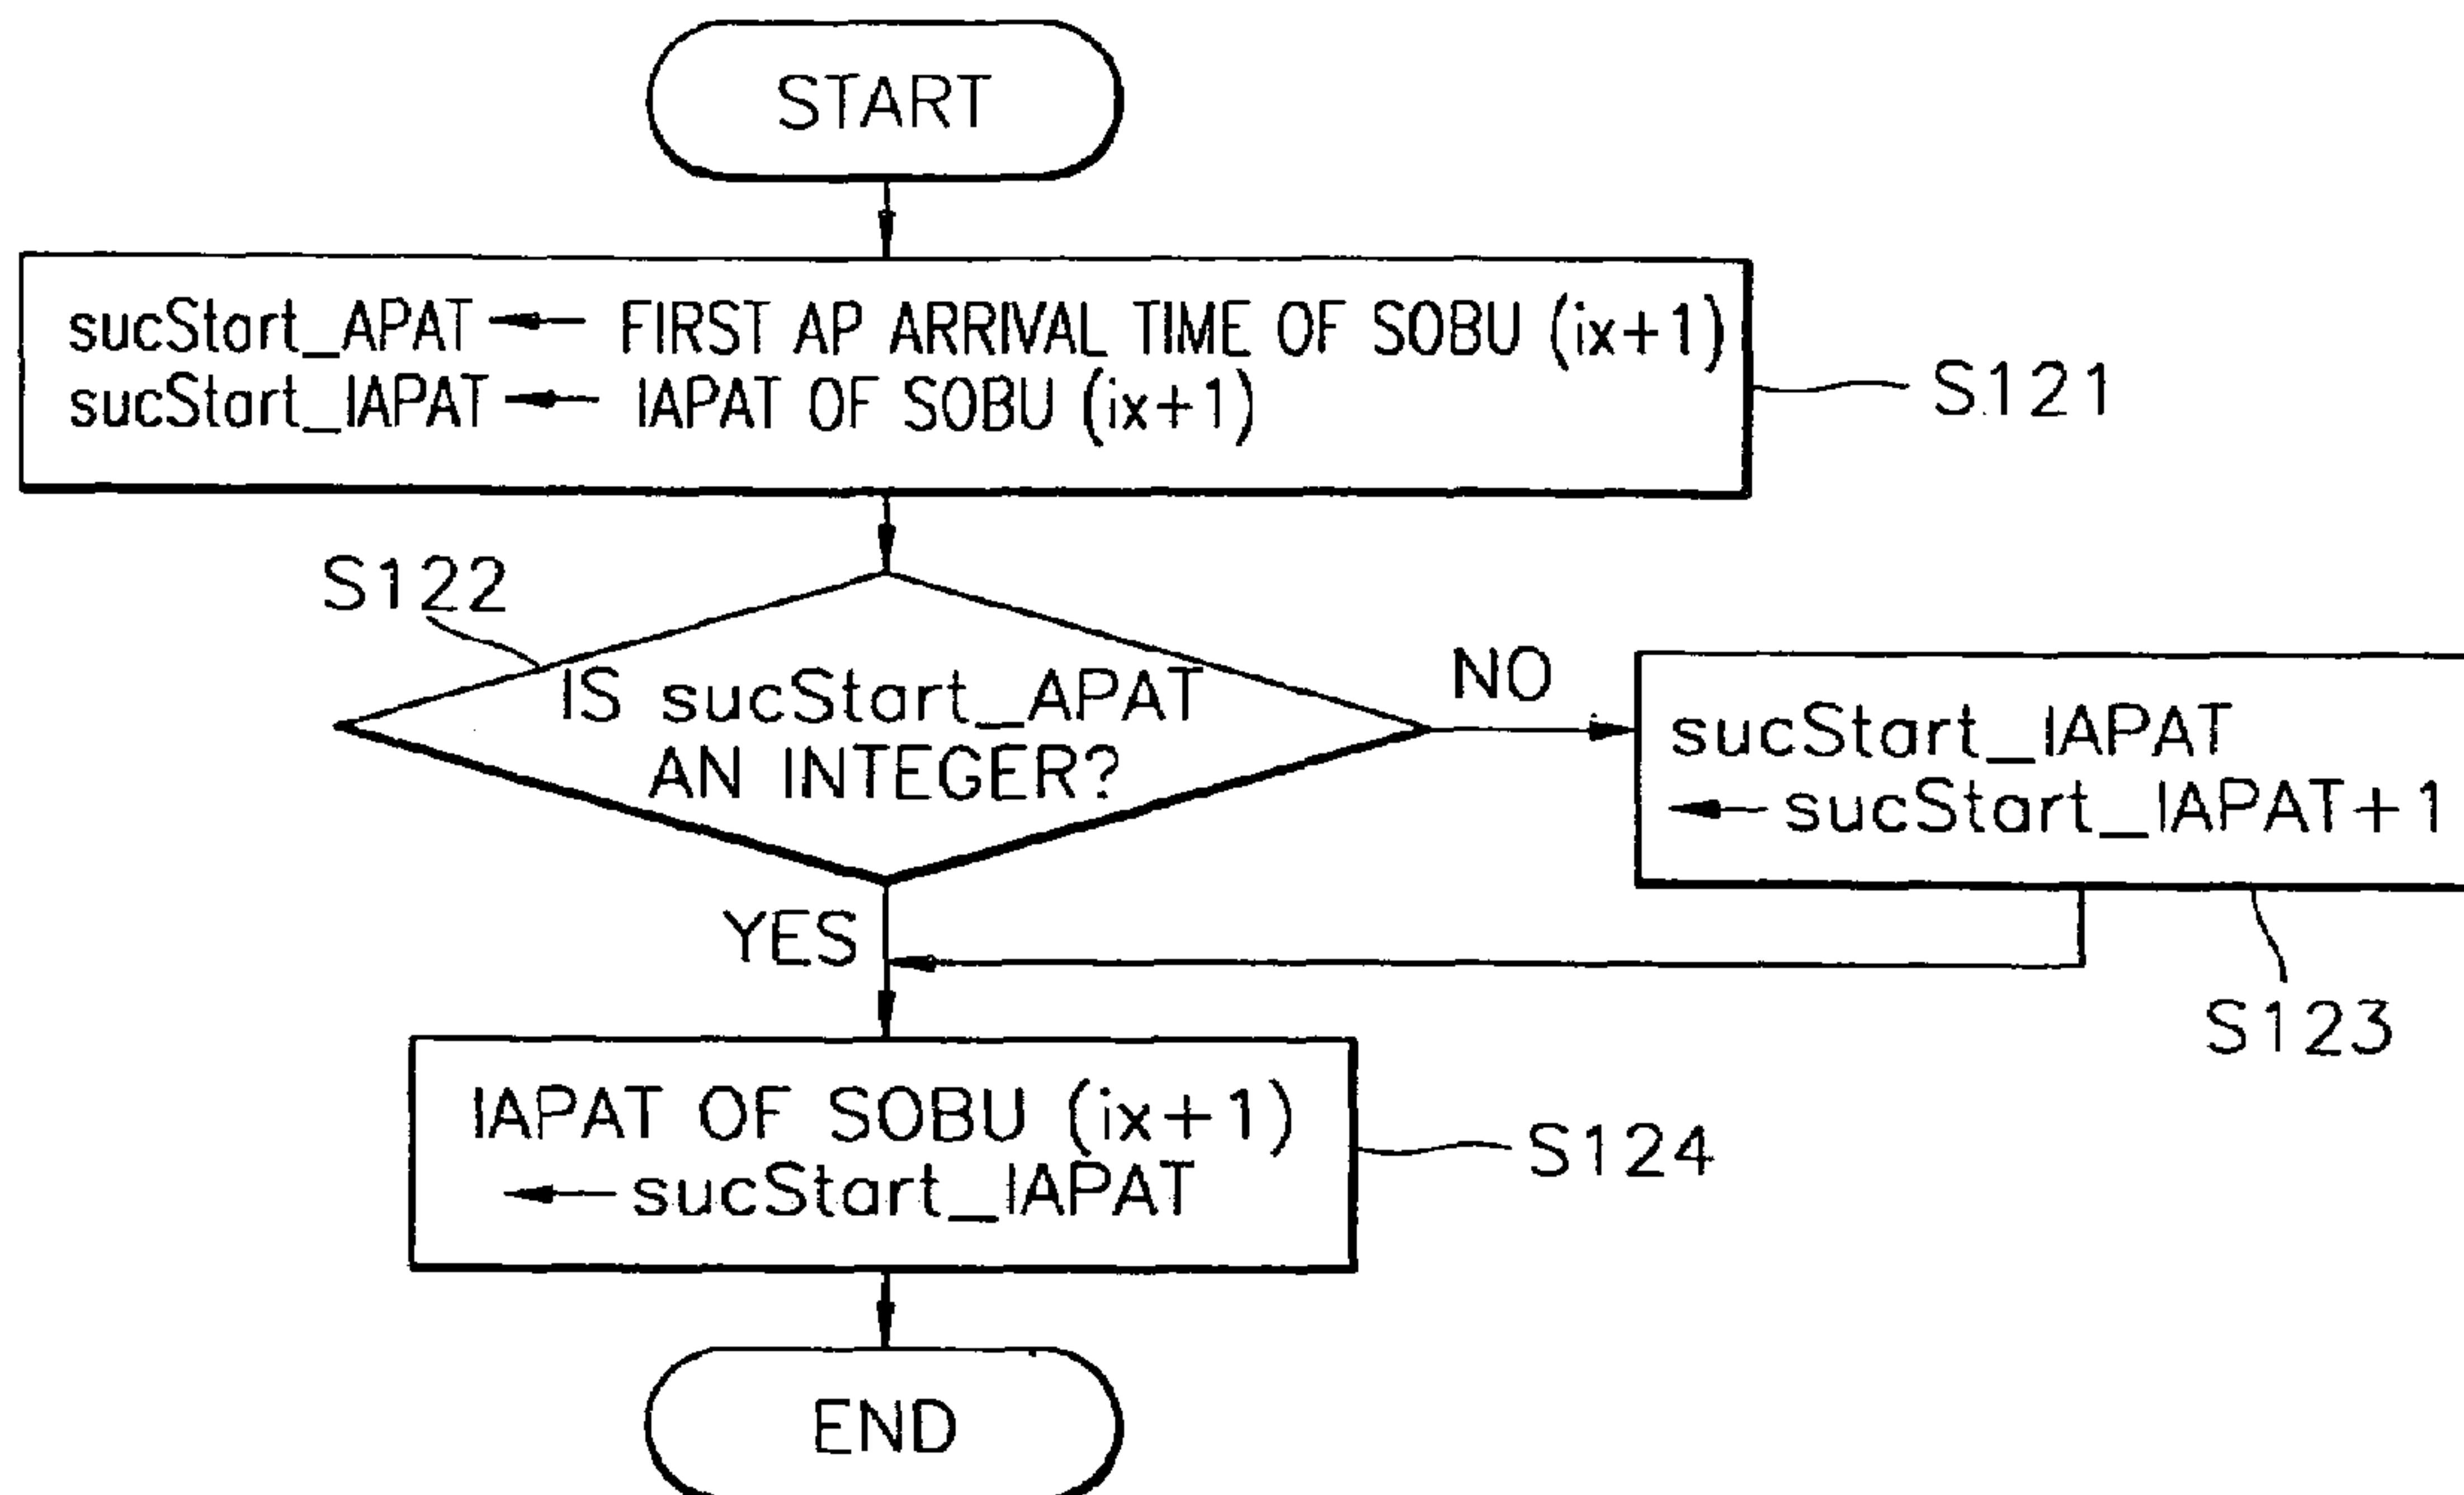 START
sucStart_APAT ← FIRST AP ARRIVAL TIME OF SOBU (ix+1)
sucStart_IAPAT ← IAPAT OF SOBU (ix+1)
S121
S122
IS sucStart_APAT
AN INTEGER?
NO
sucStart_IAPAT
← sucStart_IAPAT+1
S123
YES
IAPAT OF SOBU (ix+1)
← sucStart_IAPAT
S124
END